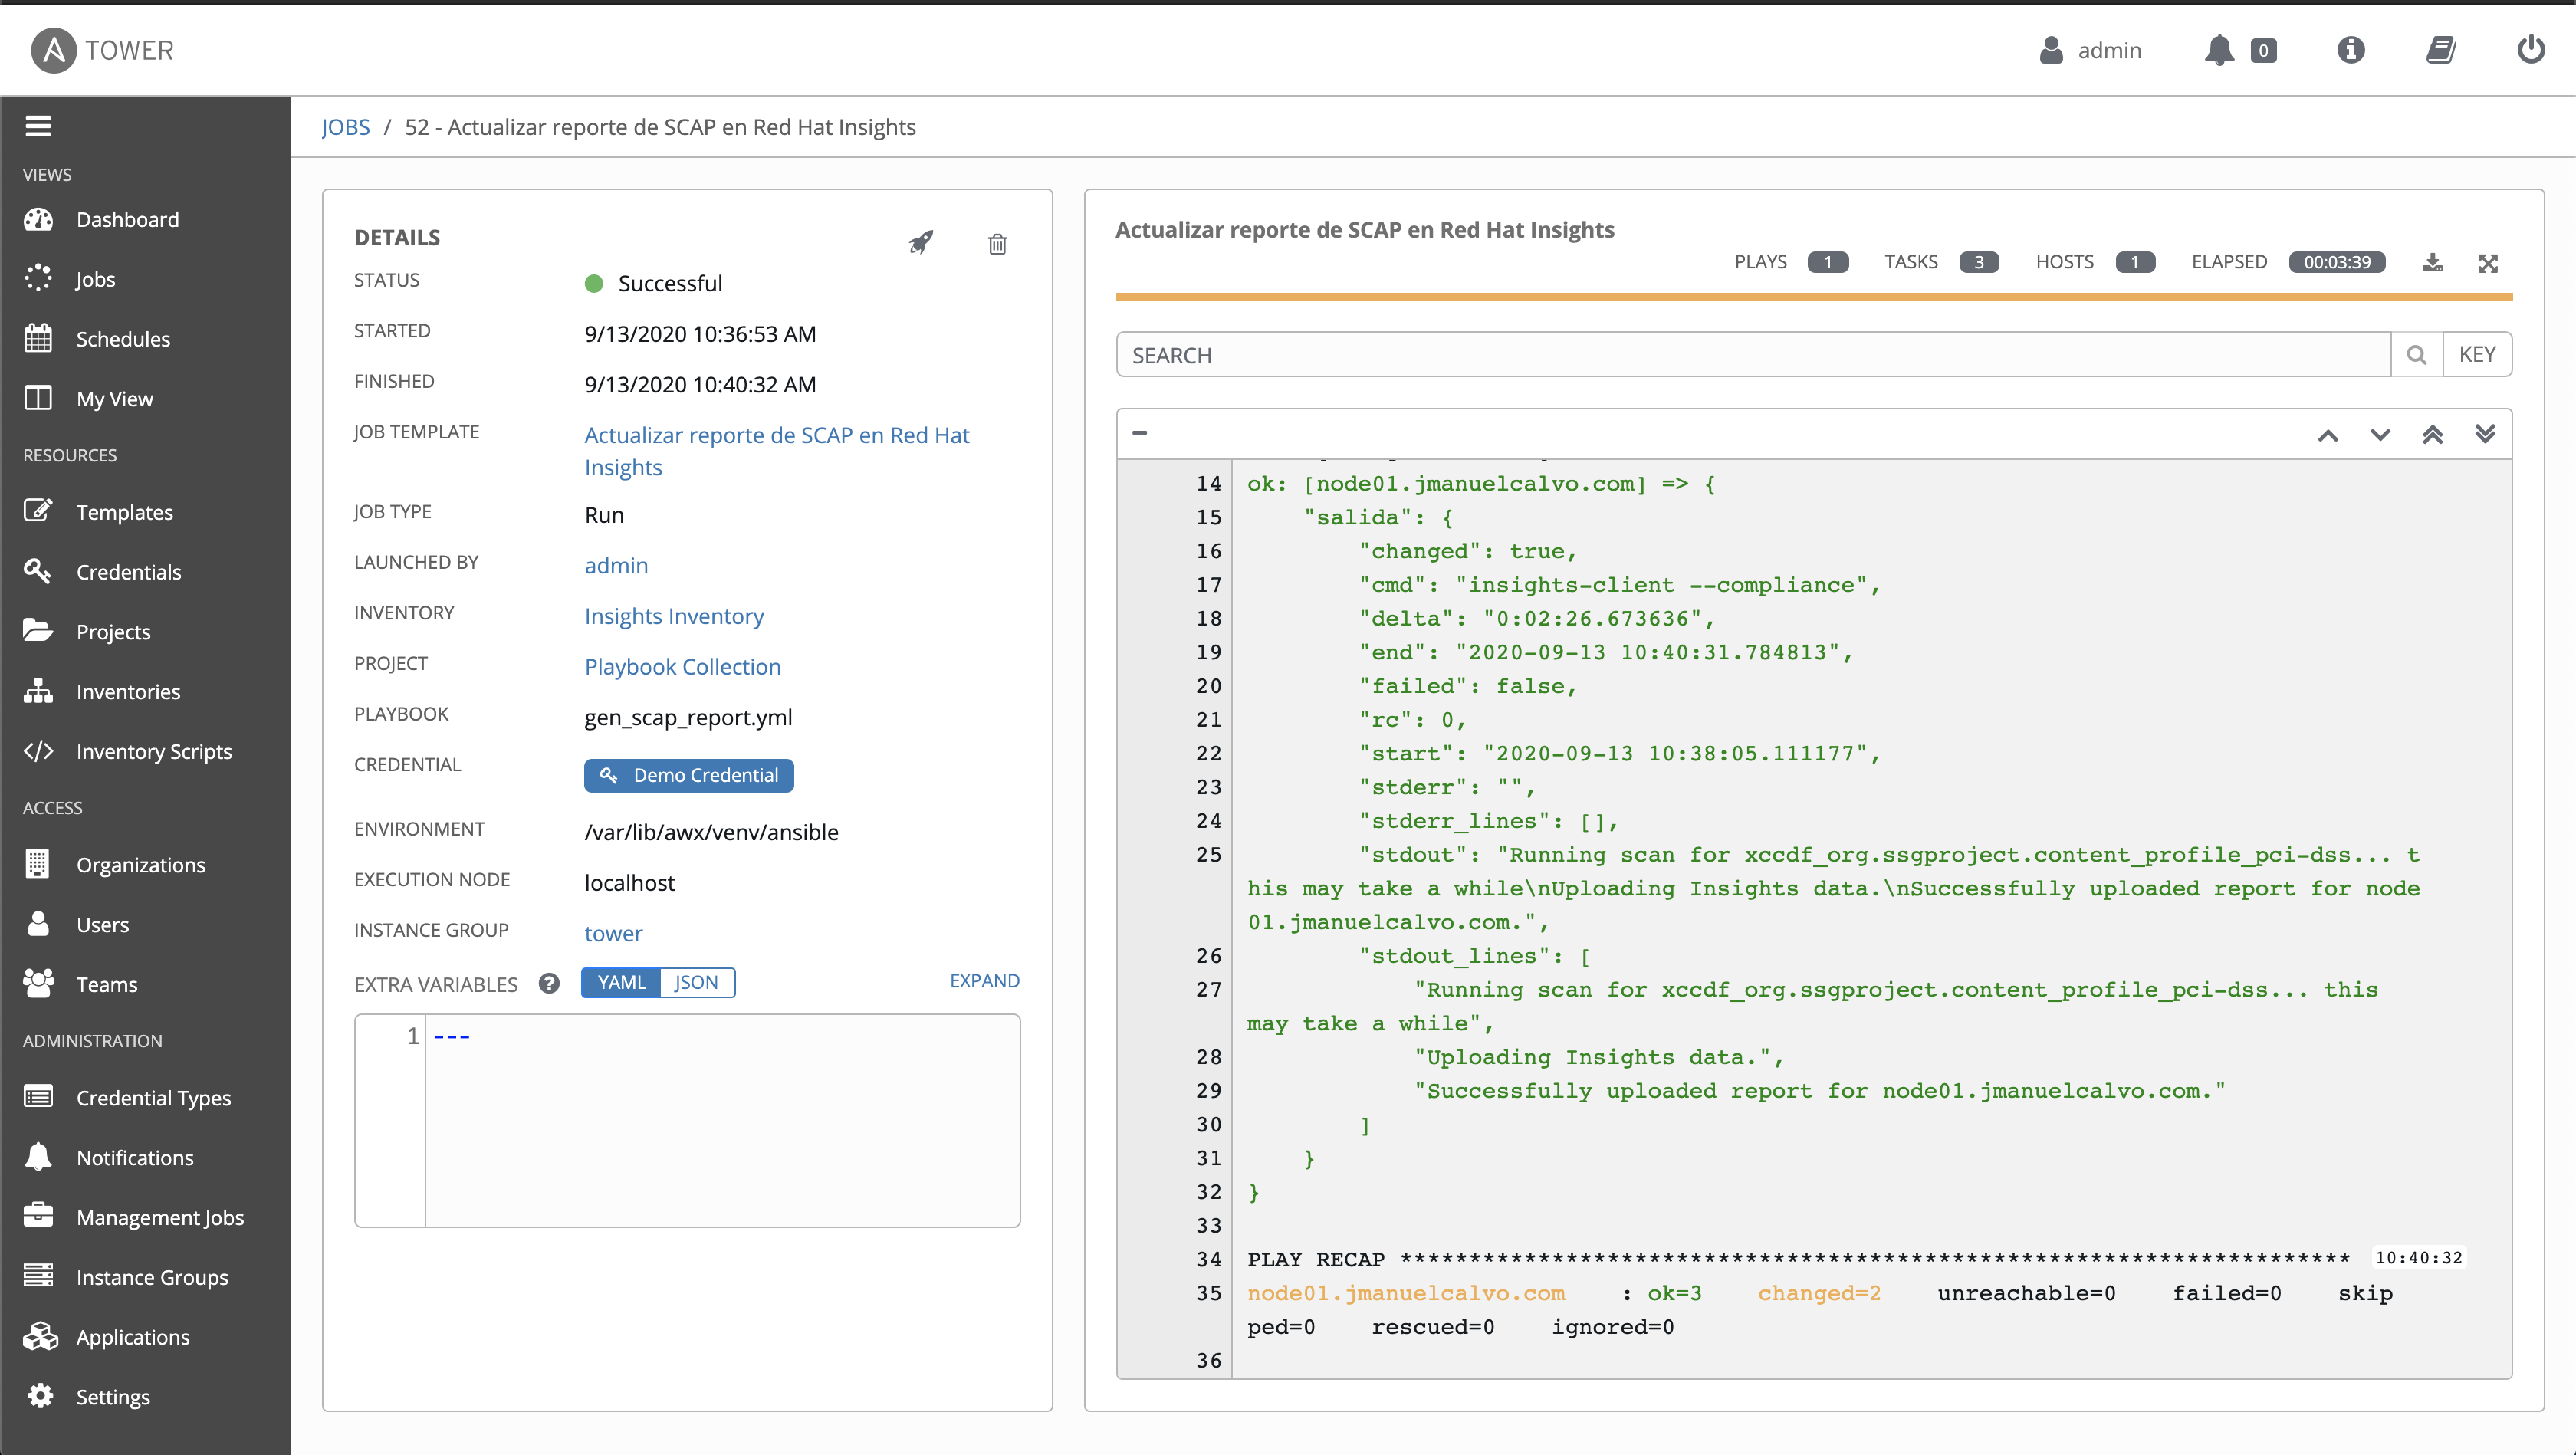 TOWER
admin
0
JOBS / 52 - Actualizar reporte de SCAP en Red Hat Insights
VIEWS
Dashboard
Jobs
Schedules
My View
RESOURCES
Templates
Credentials
Projects
Inventories
Inventory Scripts
ACCESS
Organizations
Users
Teams
ADMINISTRATION
Credential Types
Notifications
Management Jobs
Instance Groups
Applications
Settings
DETAILS
STATUS Successful
STARTED 9/13/2020 10:36:53 AM
FINISHED 9/13/2020 10:40:32 AM
JOB TEMPLATE Actualizar reporte de SCAP en Red Hat
Insights
JOB TYPE Run
LAUNCHED BY admin
INVENTORY Insights Inventory
PROJECT Playbook Collection
PLAYBOOK gen_scap_report.yml
CREDENTIAL Demo Credential
ENVIRONMENT /var/lib/awx/venv/ansible
EXECUTION NODE localhost
INSTANCE GROUP tower
EXTRA VARIABLES ? YAML JSON EXPAND
1 ---
Actualizar reporte de SCAP en Red Hat Insights
PLAYS 1 TASKS 3 HOSTS 1 ELAPSED 00:03:39
SEARCH KEY
14 ok: [node01.jmanuelcalvo.com] => {
15 "salida": {
16 "changed": true,
17 "cmd": "insights-client --compliance",
18 "delta": "0:02:26.673636",
19 "end": "2020-09-13 10:40:31.784813",
20 "failed": false,
21 "rc": 0,
22 "start": "2020-09-13 10:38:05.111177",
23 "stderr": "",
24 "stderr_lines": [],
25 "stdout": "Running scan for xccdf_org.ssgproject.content_profile_pci-dss... t
his may take a while\nUploading Insights data.\nSuccessfully uploaded report for node
01.jmanuelcalvo.com.",
26 "stdout_lines": [
27 "Running scan for xccdf_org.ssgproject.content_profile_pci-dss... this
may take a while",
28 "Uploading Insights data.",
29 "Successfully uploaded report for node01.jmanuelcalvo.com."
30 ]
31 }
32 }
33
34 PLAY RECAP ********************************************************************* 10:40:32
35 node01.jmanuelcalvo.com : ok=3 changed=2 unreachable=0 failed=0 skip
ped=0 rescued=0 ignored=0
36